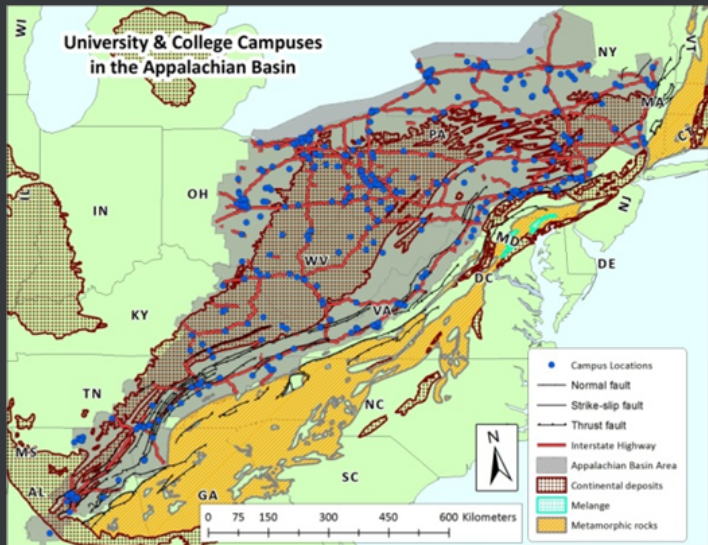 University & College Campuses
in the Appalachian Basin
WI
NY
VT
MA
CT
PA
OH
IL
IN
NJ
MD
WV
DE
DC
KY
VA
TN
NC
MS
SC
AL
GA
Campus Locations
Normal fault
Strike-slip fault
Thrust fault
Interstate Highway
Appalachian Basin Area
Continental deposits
Melange
Metamorphic rocks
N
0 75 150 300 450 600 Kilometers